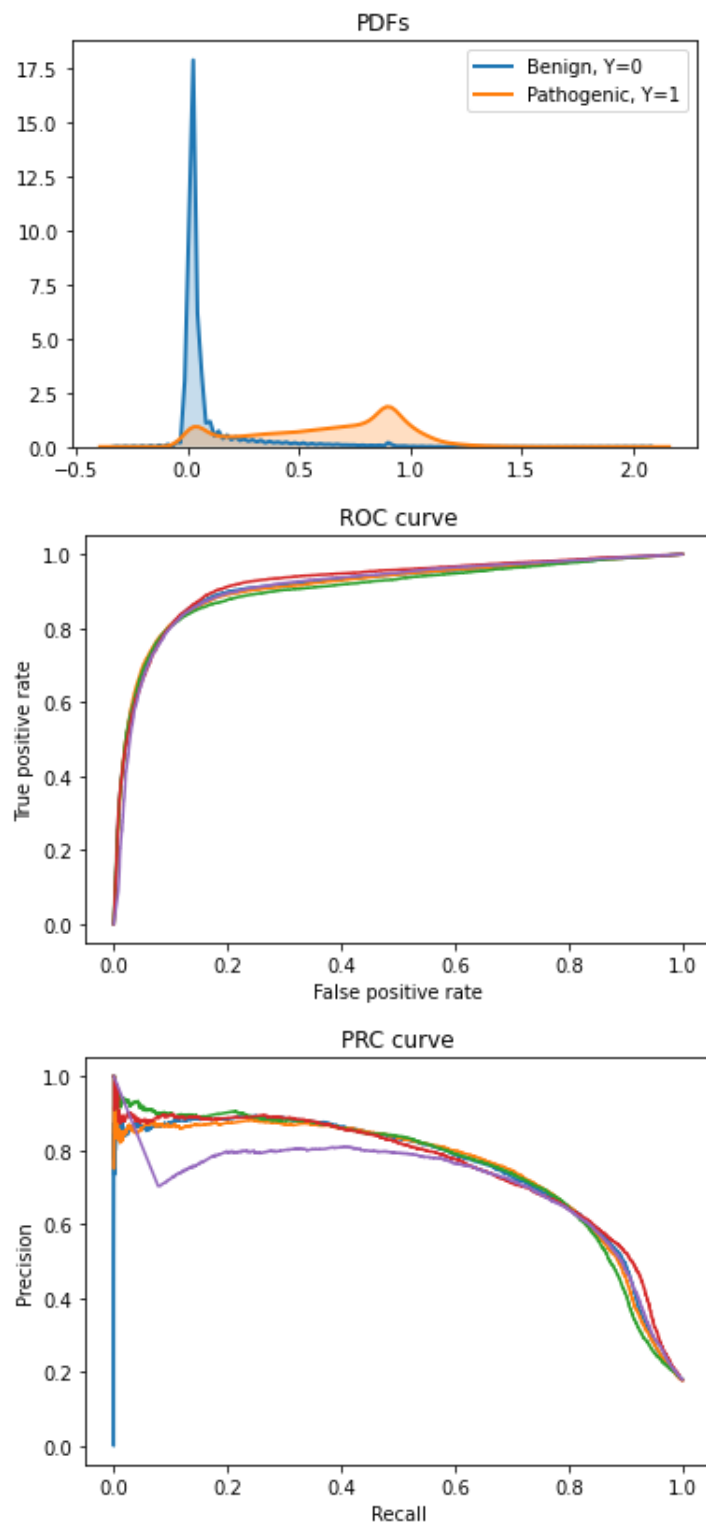 PDFs
17.5
15.0
12.5
10.0
7.5
5.0
2.5
0.0
Benign, Y=0
Pathogenic, Y=1
−0.5 0.0 0.5 1.0 1.5 2.0
ROC curve
1.0
0.8
0.6
0.4
0.2
0.0
True positive rate
0.0 0.2 0.4 0.6 0.8 1.0
False positive rate
PRC curve
1.0
0.8
0.6
0.4
0.2
0.0
Precision
0.0 0.2 0.4 0.6 0.8 1.0
Recall